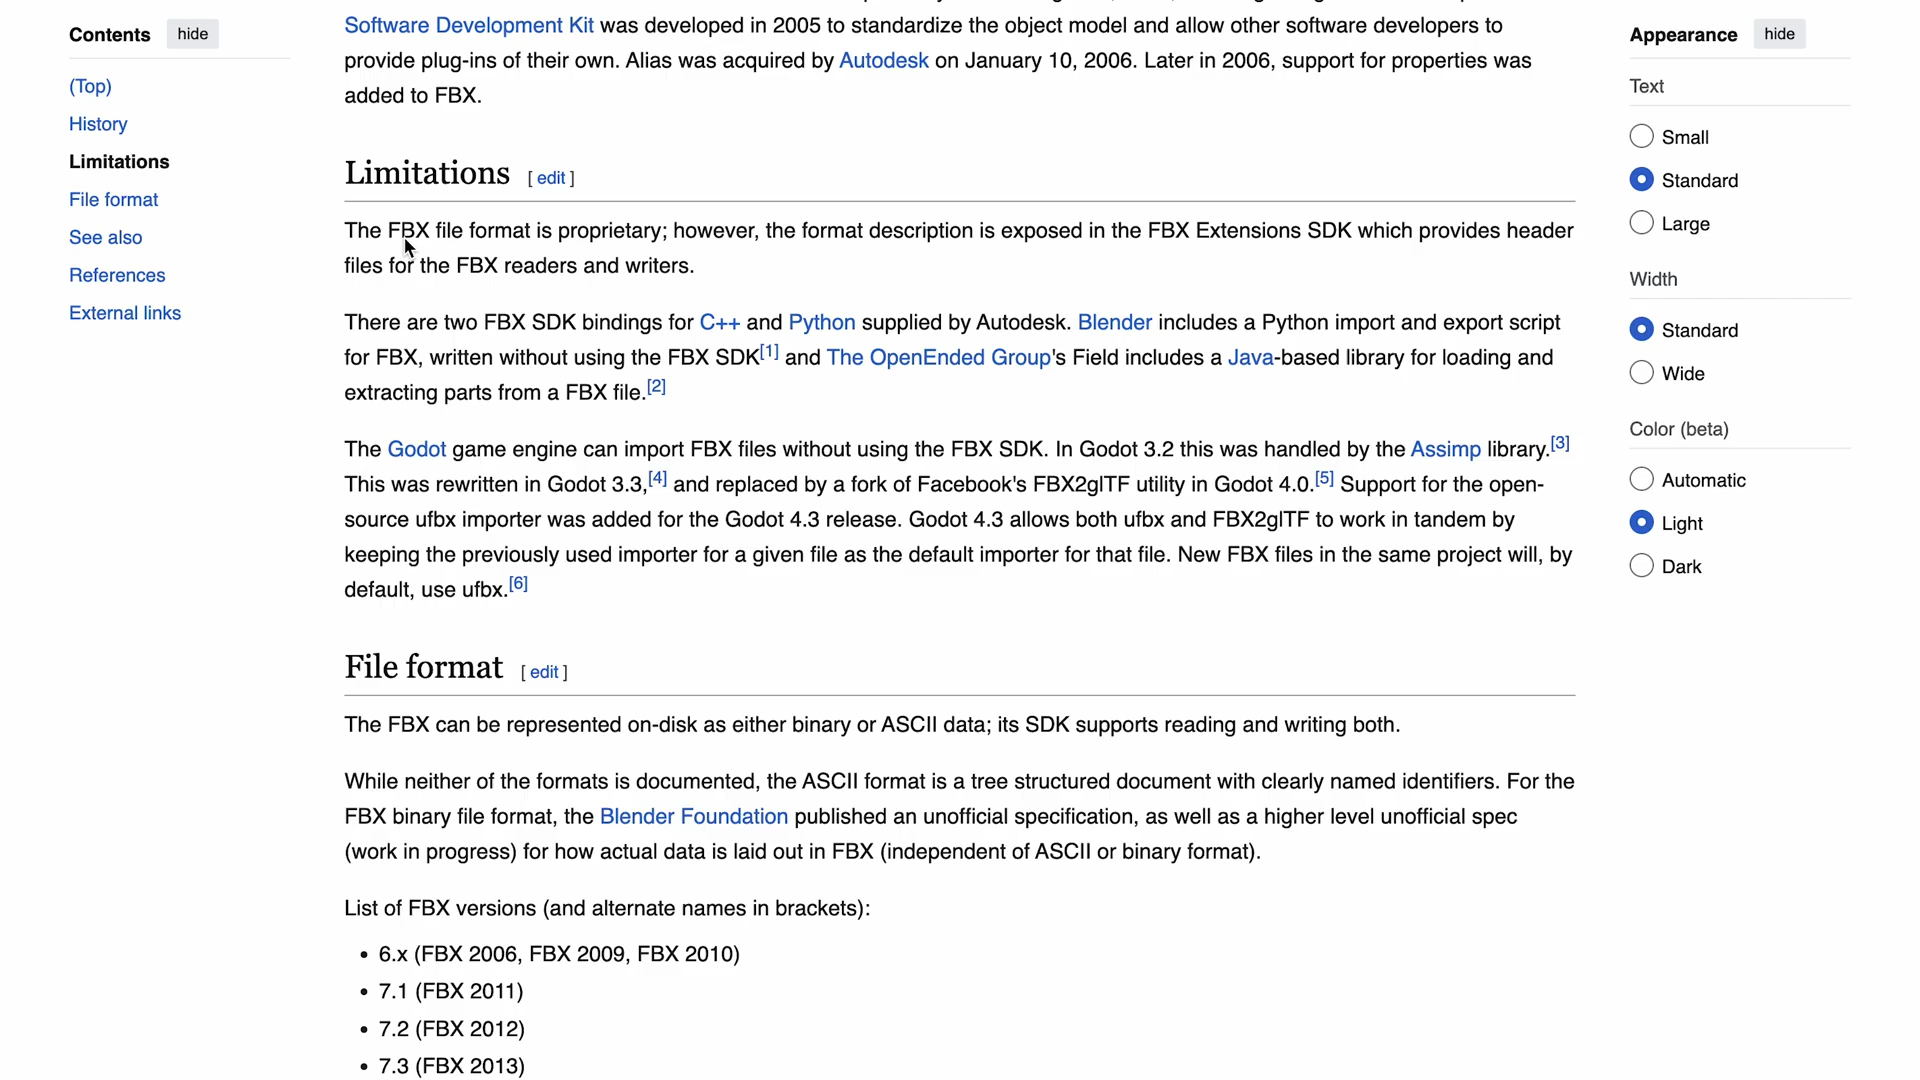 Contents hide
(Top)
History
Limitations
File format
See also
References
External links
Software Development Kit was developed in 2005 to standardize the object model and allow other software developers to
provide plug-ins of their own. Alias was acquired by Autodesk on January 10, 2006. Later in 2006, support for properties was
added to FBX.
Limitations [ edit ]
The FBX file format is proprietary; however, the format description is exposed in the FBX Extensions SDK which provides header
files for the FBX readers and writers.
There are two FBX SDK bindings for C++ and Python supplied by Autodesk. Blender includes a Python import and export script
for FBX, written without using the FBX SDK[1] and The OpenEnded Group's Field includes a Java-based library for loading and
extracting parts from a FBX file.[2]
The Godot game engine can import FBX files without using the FBX SDK. In Godot 3.2 this was handled by the Assimp library.[3]
This was rewritten in Godot 3.3,[4] and replaced by a fork of Facebook's FBX2glTF utility in Godot 4.0.[5] Support for the open-
source ufbx importer was added for the Godot 4.3 release. Godot 4.3 allows both ufbx and FBX2glTF to work in tandem by
keeping the previously used importer for a given file as the default importer for that file. New FBX files in the same project will, by
default, use ufbx.[6]
File format [ edit ]
The FBX can be represented on-disk as either binary or ASCII data; its SDK supports reading and writing both.
While neither of the formats is documented, the ASCII format is a tree structured document with clearly named identifiers. For the
FBX binary file format, the Blender Foundation published an unofficial specification, as well as a higher level unofficial spec
(work in progress) for how actual data is laid out in FBX (independent of ASCII or binary format).
List of FBX versions (and alternate names in brackets):
• 6.x (FBX 2006, FBX 2009, FBX 2010)
• 7.1 (FBX 2011)
• 7.2 (FBX 2012)
• 7.3 (FBX 2013)
Appearance hide
Text
Small
Standard
Large
Width
Standard
Wide
Color (beta)
Automatic
Light
Dark